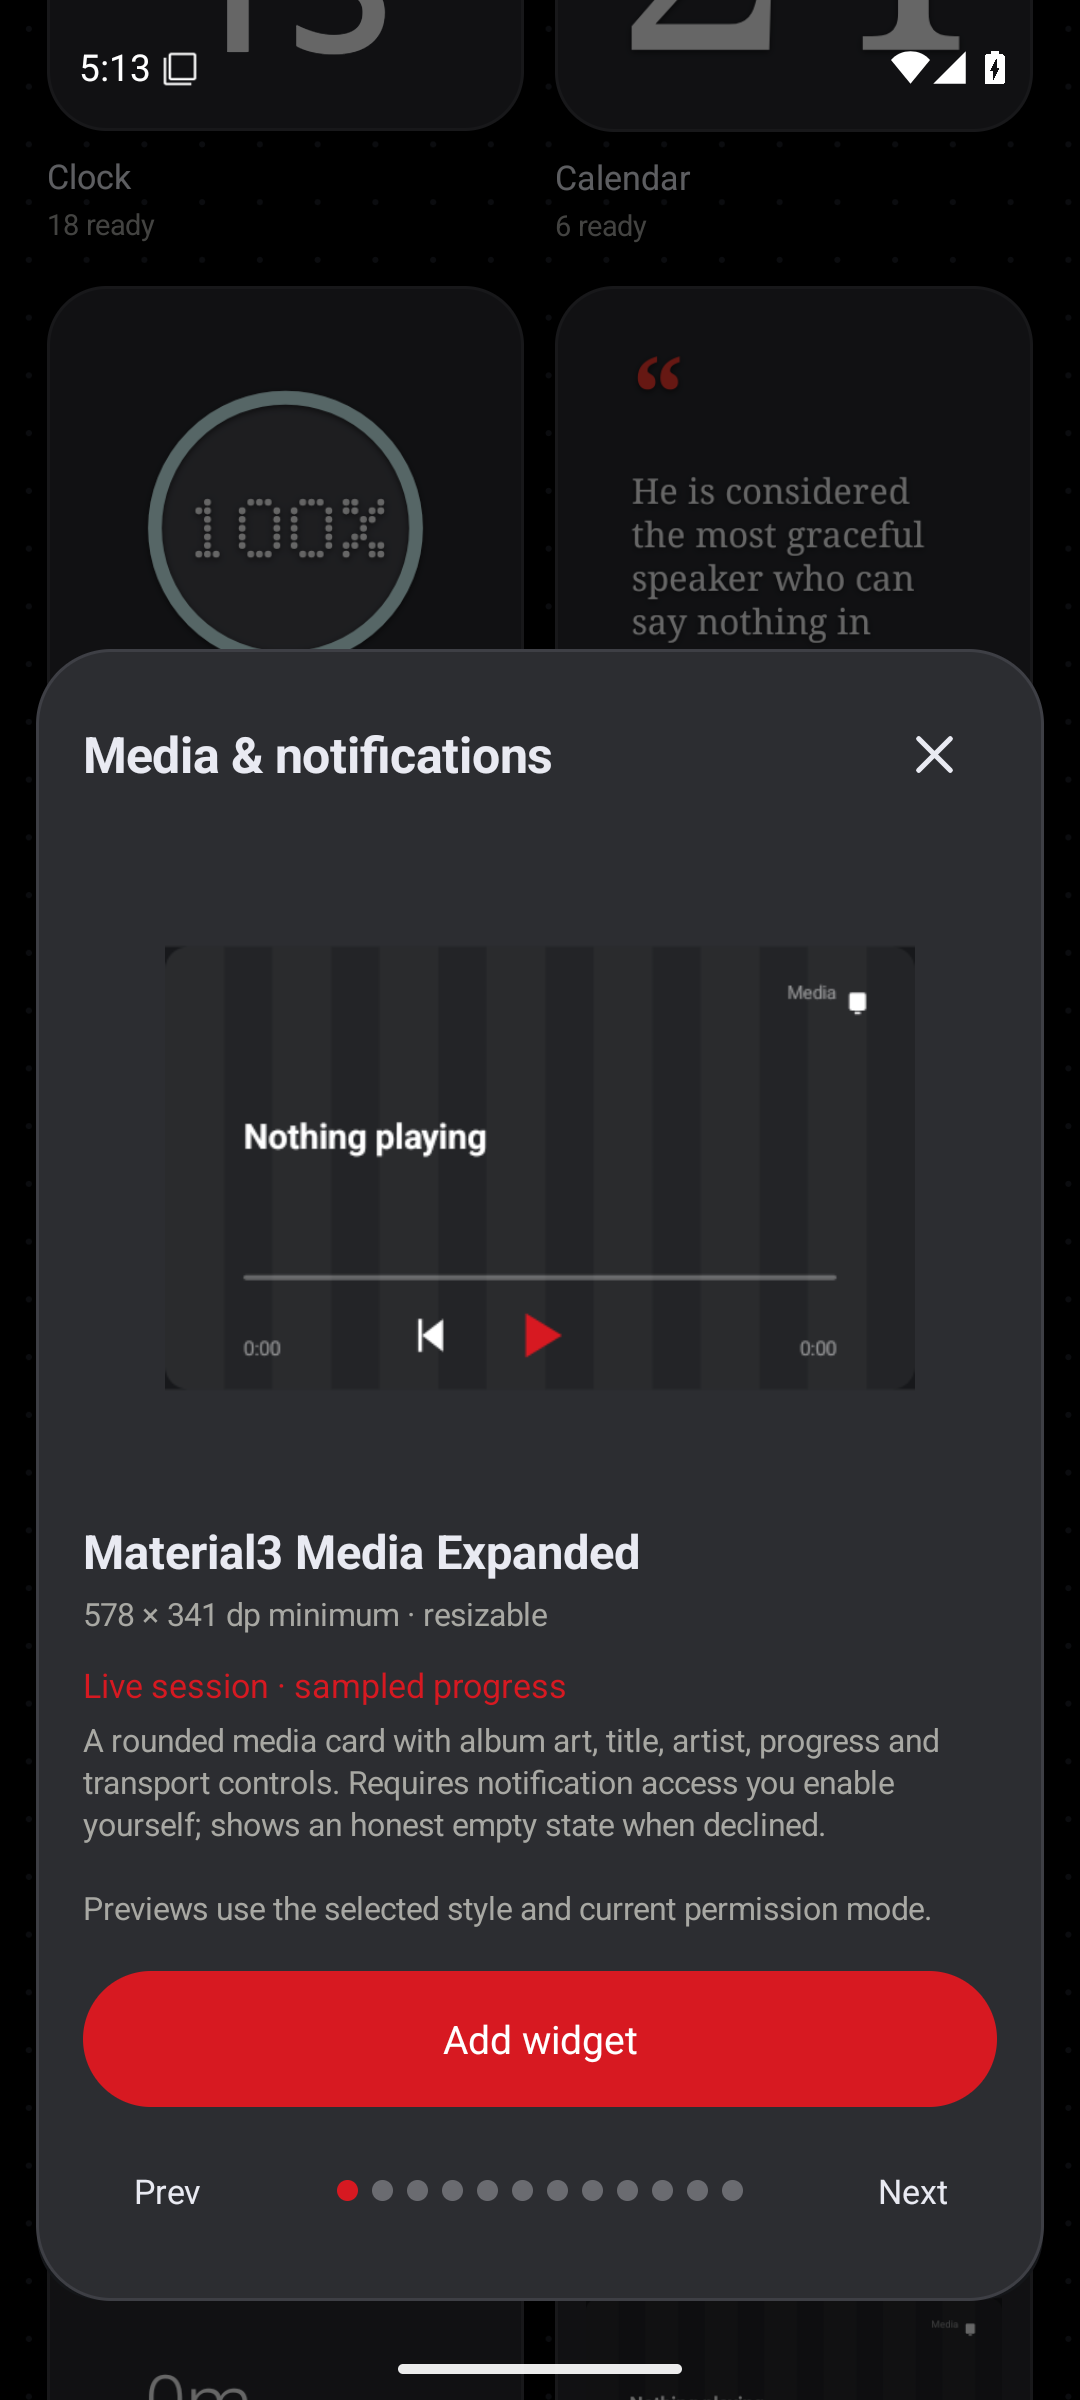 5:13
Clock
18 ready
Calendar
6 ready
100%
“
He is considered
the most graceful
speaker who can
say nothing in
Media & notifications
Media
Nothing playing
0:00
0:00
Material3 Media Expanded
578 × 341 dp minimum · resizable
Live session · sampled progress
A rounded media card with album art, title, artist, progress and
transport controls. Requires notification access you enable
yourself; shows an honest empty state when declined.
Previews use the selected style and current permission mode.
Add widget
Prev
Next
Media
0m